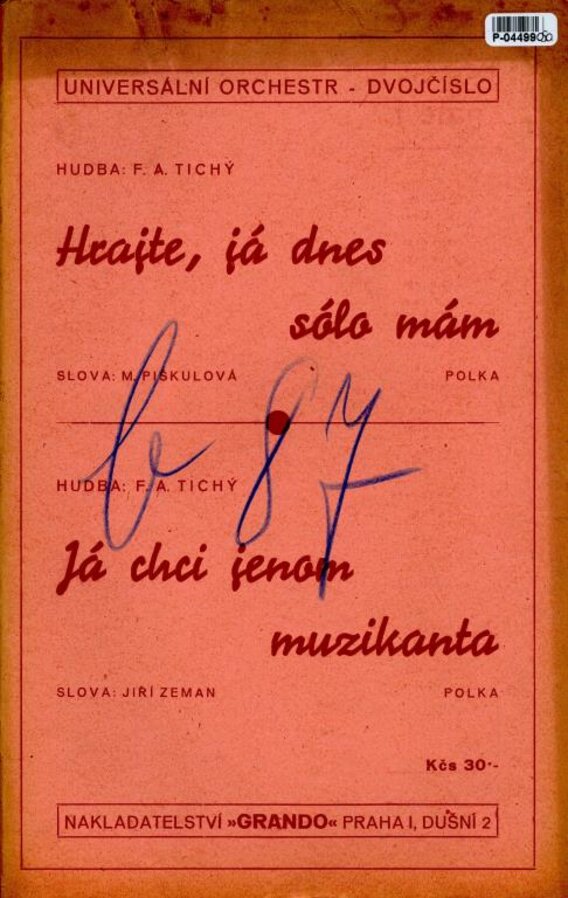 P-04499
UNIVERSÁLNÍ ORCHESTR - DVOJČÍSLO
HUDBA: F. A. TICHÝ
Hrajte, já dnes
sólo mám
SLOVA: M. PIŠKULOVÁ POLKA
b 87
HUDBA: F. A. TICHÝ
Já chci jenom
muzikanta
SLOVA: JIŘÍ ZEMAN POLKA
Kčs 30·-
NAKLADATELSTVÍ »GRANDO« PRAHA I, DUŠNÍ 2